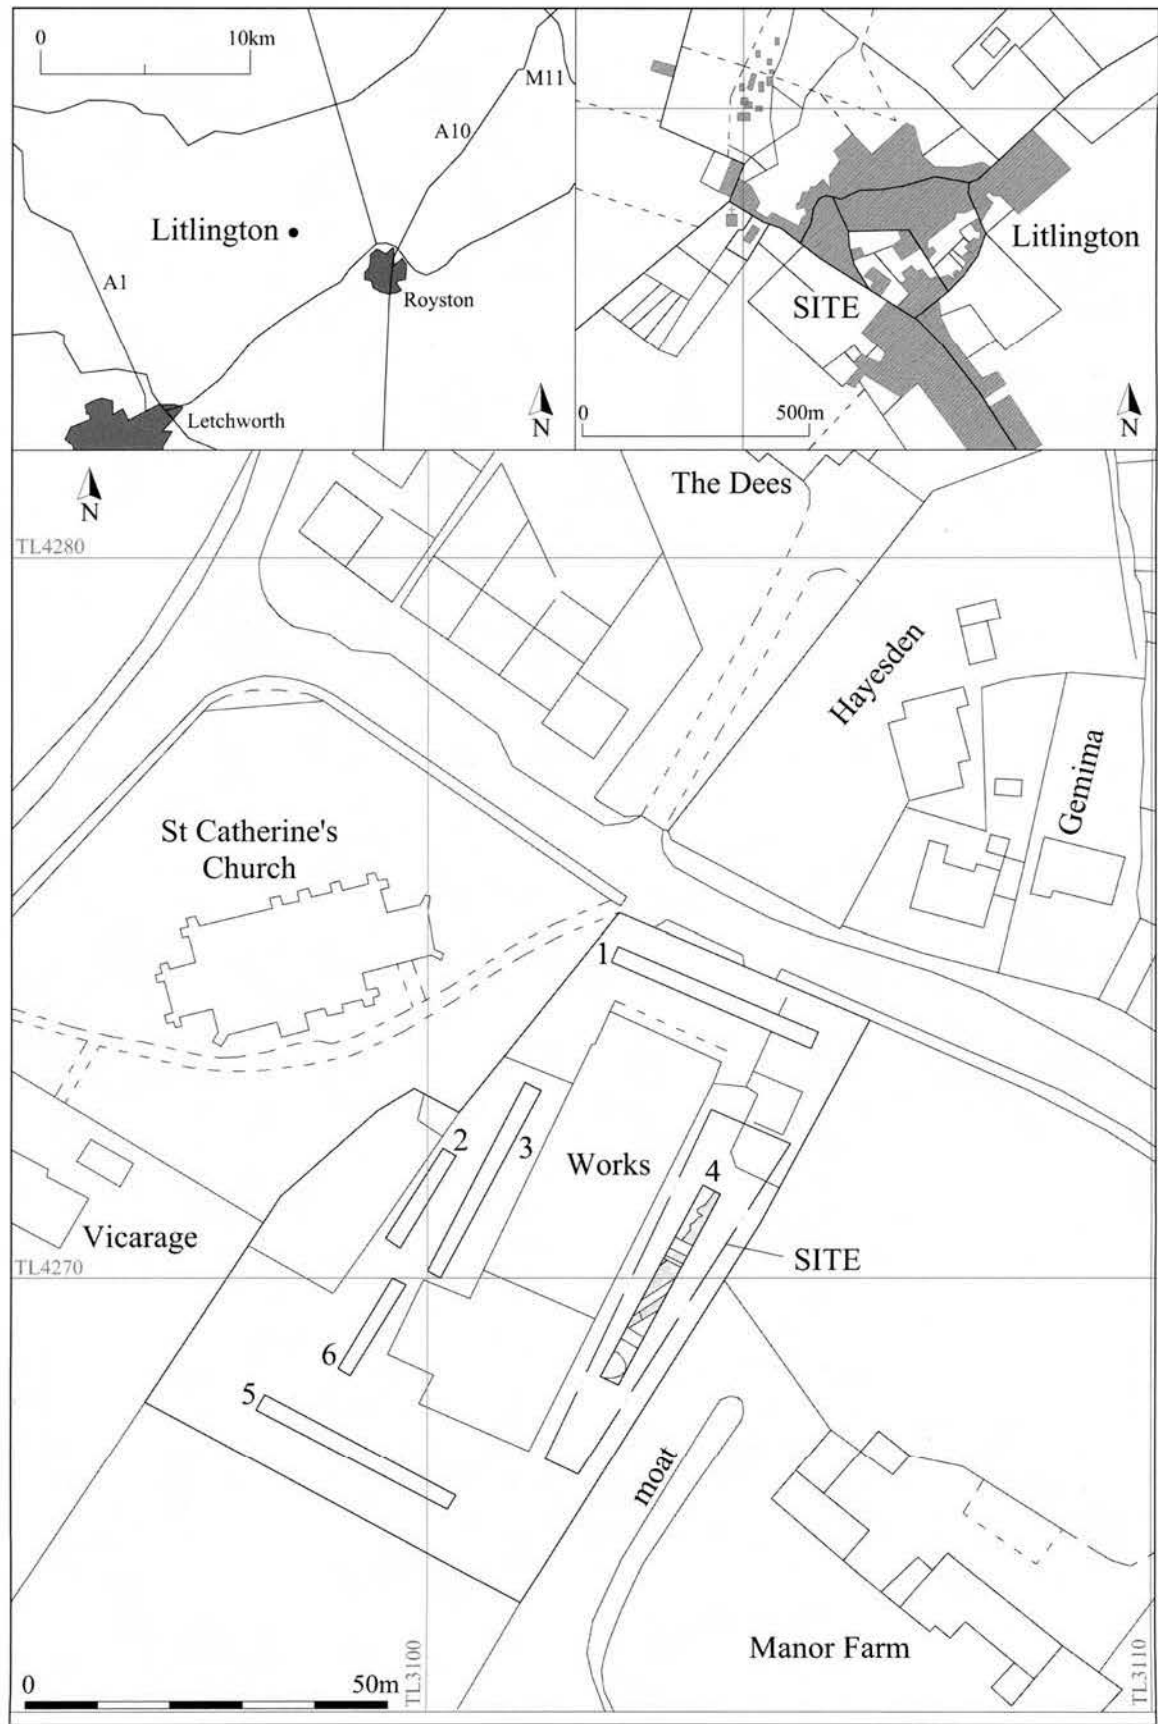 0 10km
M11
A10
Litlington
A1
Royston
Letchworth
N
Litlington
SITE
0 500m
N
The Dees
N
TL4280
Hayesden
Gemima
St Catherine's
Church
1
2
3
Works
4
Vicarage
SITE
TL4270
6
5
moat
Manor Farm
TL3100
TL3110
0 50m